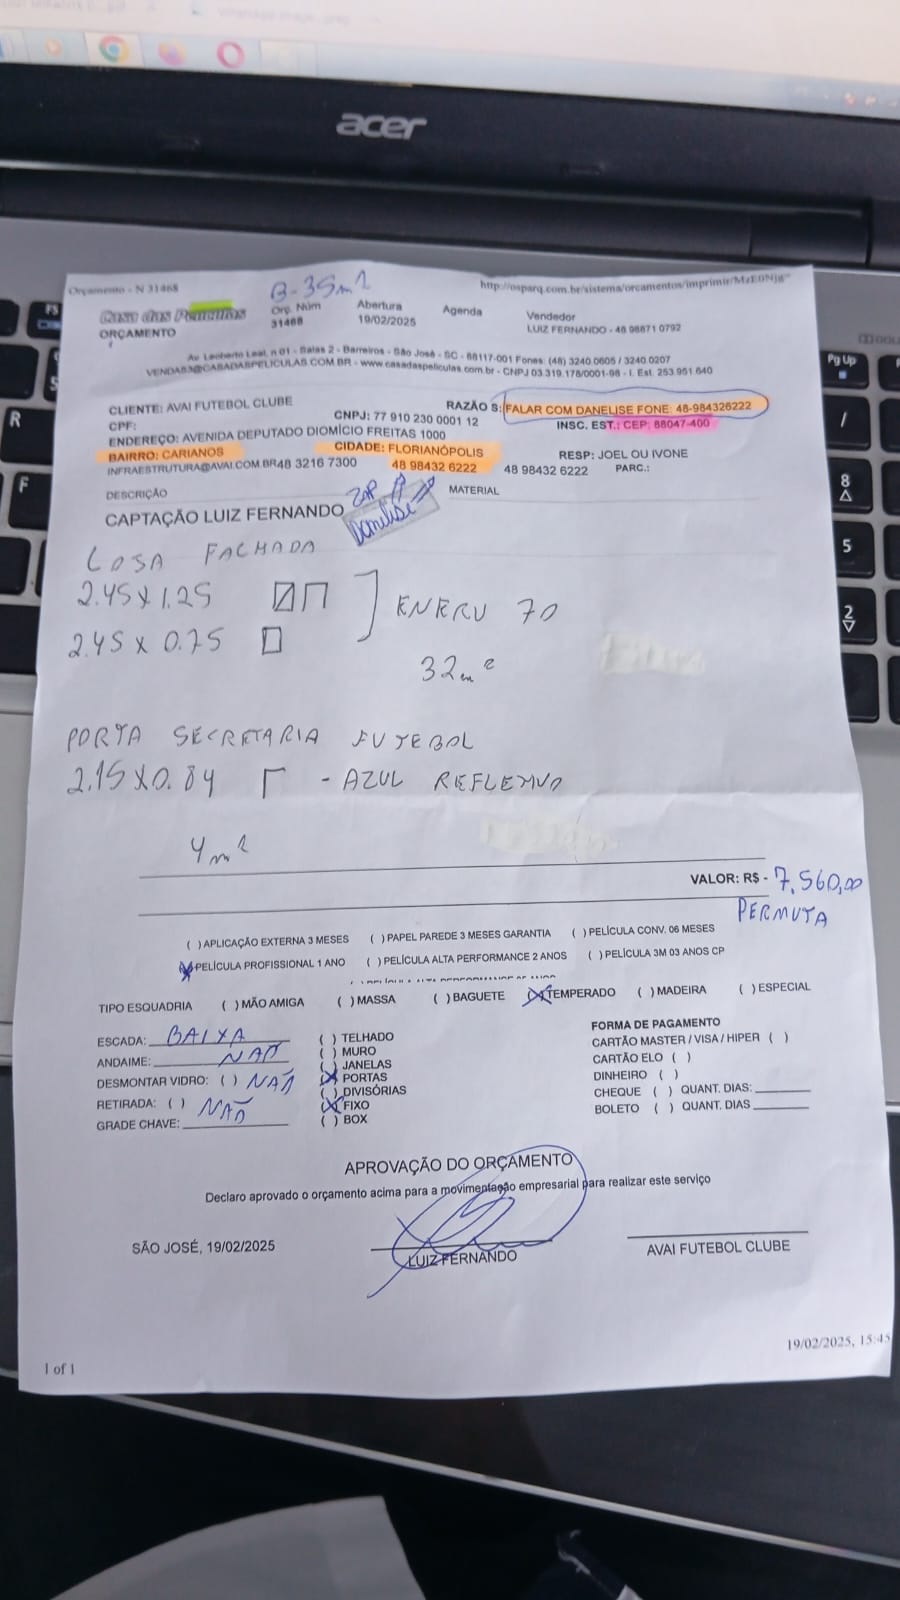 acer
Orçamento - N 31468
B-35m2
http://osparq.com.br/sistema/orcamentos/imprimir/MzE0Njg=
Casa das Películas
ORÇAMENTO
Orç. Núm
31468
Abertura
19/02/2025
Agenda
Vendedor
LUIZ FERNANDO - 48 98871 0792
Av. Leoberto Leal, n 01 - Salas 2 - Barreiros - São José - SC - 88117-001 Fones: (48) 3240.0606 / 3240.0207
VENDAS3@CASADASPELICULAS.COM.BR - www.casadaspeliculas.com.br - CNPJ 03.319.178/0001-98 - I. Est. 253.951.640
CLIENTE: AVAI FUTEBOL CLUBE
RAZÃO S: FALAR COM DANELISE FONE: 48-984326222
CPF:
CNPJ: 77 910 230 0001 12
INSC. EST.: CEP: 88047-400
ENDEREÇO: AVENIDA DEPUTADO DIOMÍCIO FREITAS 1000
BAIRRO: CARIANOS
CIDADE: FLORIANÓPOLIS
RESP: JOEL OU IVONE
INFRAESTRUTURA@AVAI.COM.BR48 3216 7300
48 98432 6222
48 98432 6222
PARC.:
DESCRIÇÃO
MATERIAL
ZAP
Danelise
CAPTAÇÃO LUIZ FERNANDO
FACHADA
2.45 x 1.25
ENERU 70
2.45 x 0.75
32m2
PORTA SECRETARIA FUTEBOL
2.15x0.84
- AZUL REFLETIVO
4m2
VALOR: R$ - 7.560,00
PERMUTA
( ) APLICAÇÃO EXTERNA 3 MESES ( ) PAPEL PAREDE 3 MESES GARANTIA ( ) PELÍCULA CONV. 06 MESES
(X) PELÍCULA PROFISSIONAL 1 ANO ( ) PELÍCULA ALTA PERFORMANCE 2 ANOS ( ) PELÍCULA 3M 03 ANOS CP
TIPO ESQUADRIA ( ) MÃO AMIGA ( ) MASSA ( ) BAGUETE (X) TEMPERADO ( ) MADEIRA ( ) ESPECIAL
ESCADA: BAIXA
ANDAIME: NAÕ
DESMONTAR VIDRO: ( ) NAÕ
RETIRADA: ( ) NAÕ
GRADE CHAVE:
( ) TELHADO
( ) MURO
( ) JANELAS
(X) PORTAS
( ) DIVISÓRIAS
(X) FIXO
( ) BOX
FORMA DE PAGAMENTO
CARTÃO MASTER / VISA / HIPER ( )
CARTÃO ELO ( )
DINHEIRO ( )
CHEQUE ( ) QUANT. DIAS:
BOLETO ( ) QUANT. DIAS
APROVAÇÃO DO ORÇAMENTO
Declaro aprovado o orçamento acima para a movimentação empresarial para realizar este serviço
SÃO JOSÉ, 19/02/2025
LUIZ FERNANDO
AVAI FUTEBOL CLUBE
19/02/2025, 15:45
1 of 1
R
F
Pg Up
/
8
5
2